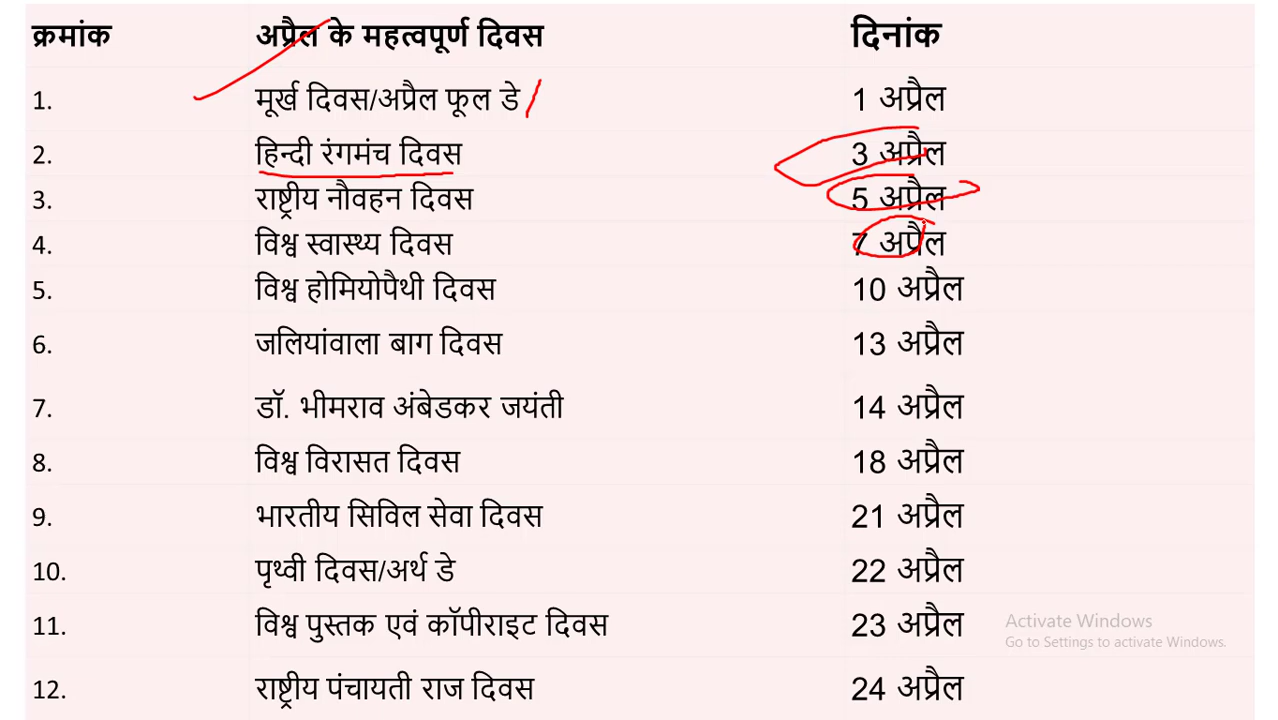 क्रमांक अप्रैल के महत्वपूर्ण दिवस दिनांक
1. मूर्ख दिवस/अप्रैल फूल डे 1 अप्रैल
2. हिन्दी रंगमंच दिवस 3 अप्रैल
3. राष्ट्रीय नौवहन दिवस 5 अप्रैल
4. विश्व स्वास्थ्य दिवस 7 अप्रैल
5. विश्व होमियोपैथी दिवस 10 अप्रैल
6. जलियांवाला बाग दिवस 13 अप्रैल
7. डॉ. भीमराव अंबेडकर जयंती 14 अप्रैल
8. विश्व विरासत दिवस 18 अप्रैल
9. भारतीय सिविल सेवा दिवस 21 अप्रैल
10. पृथ्वी दिवस/अर्थ डे 22 अप्रैल
11. विश्व पुस्तक एवं कॉपीराइट दिवस 23 अप्रैल
Activate Windows
Go to Settings to activate Windows.
12. राष्ट्रीय पंचायती राज दिवस 24 अप्रैल